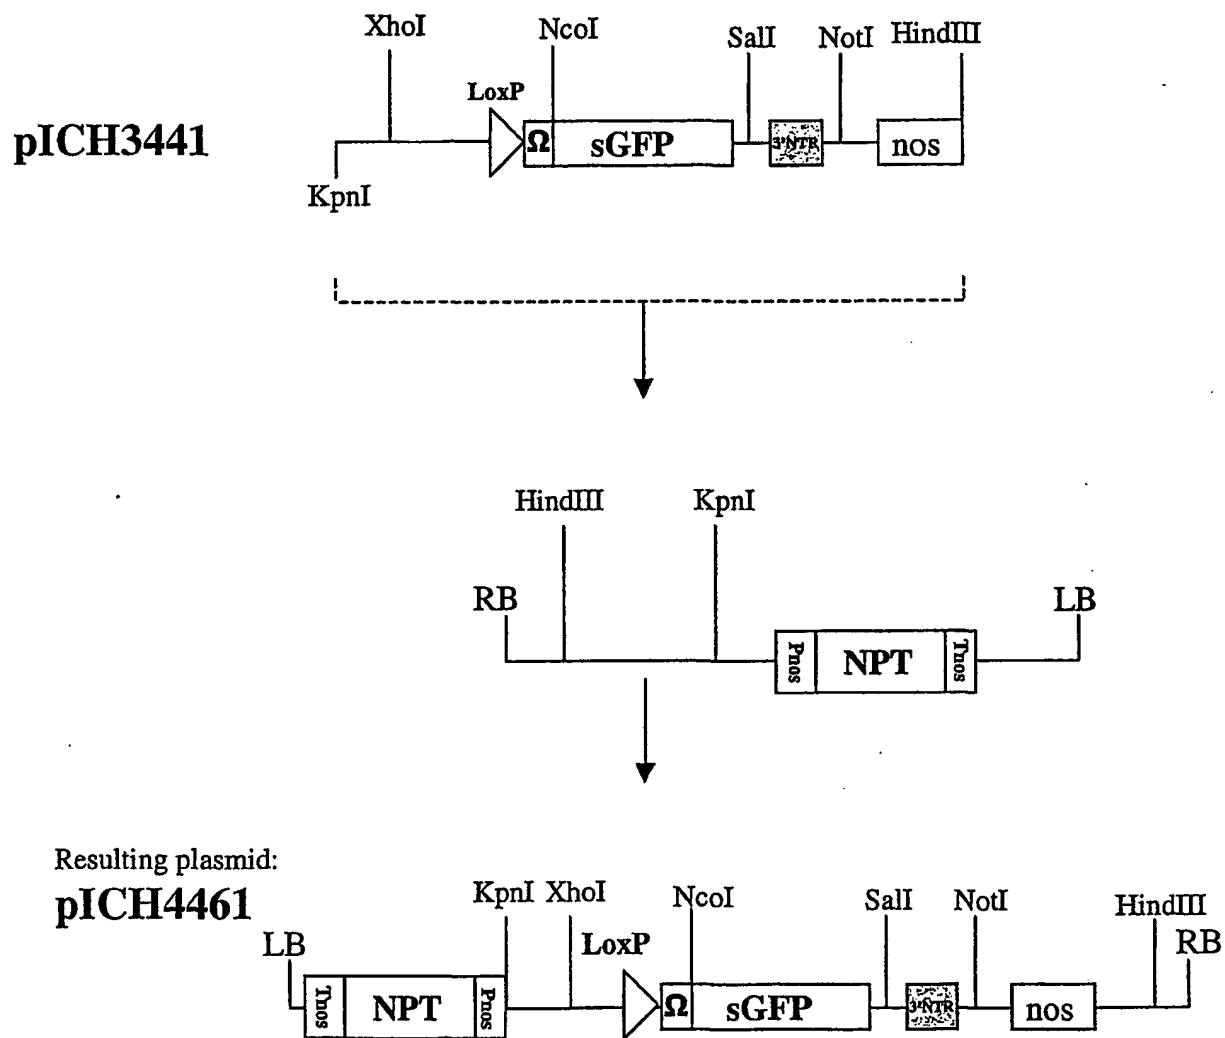 XhoI NcoI SalI NotI HindIII
LoxP
pICH3441
Ω sGFP 3'NTR nos
KpnI
HindIII KpnI
RB LB
Pnos NPT Tnos
Resulting plasmid:
pICH4461
KpnI XhoI NcoI SalI NotI HindIII
LB LoxP RB
Tnos NPT Pnos Ω sGFP 3'NTR nos